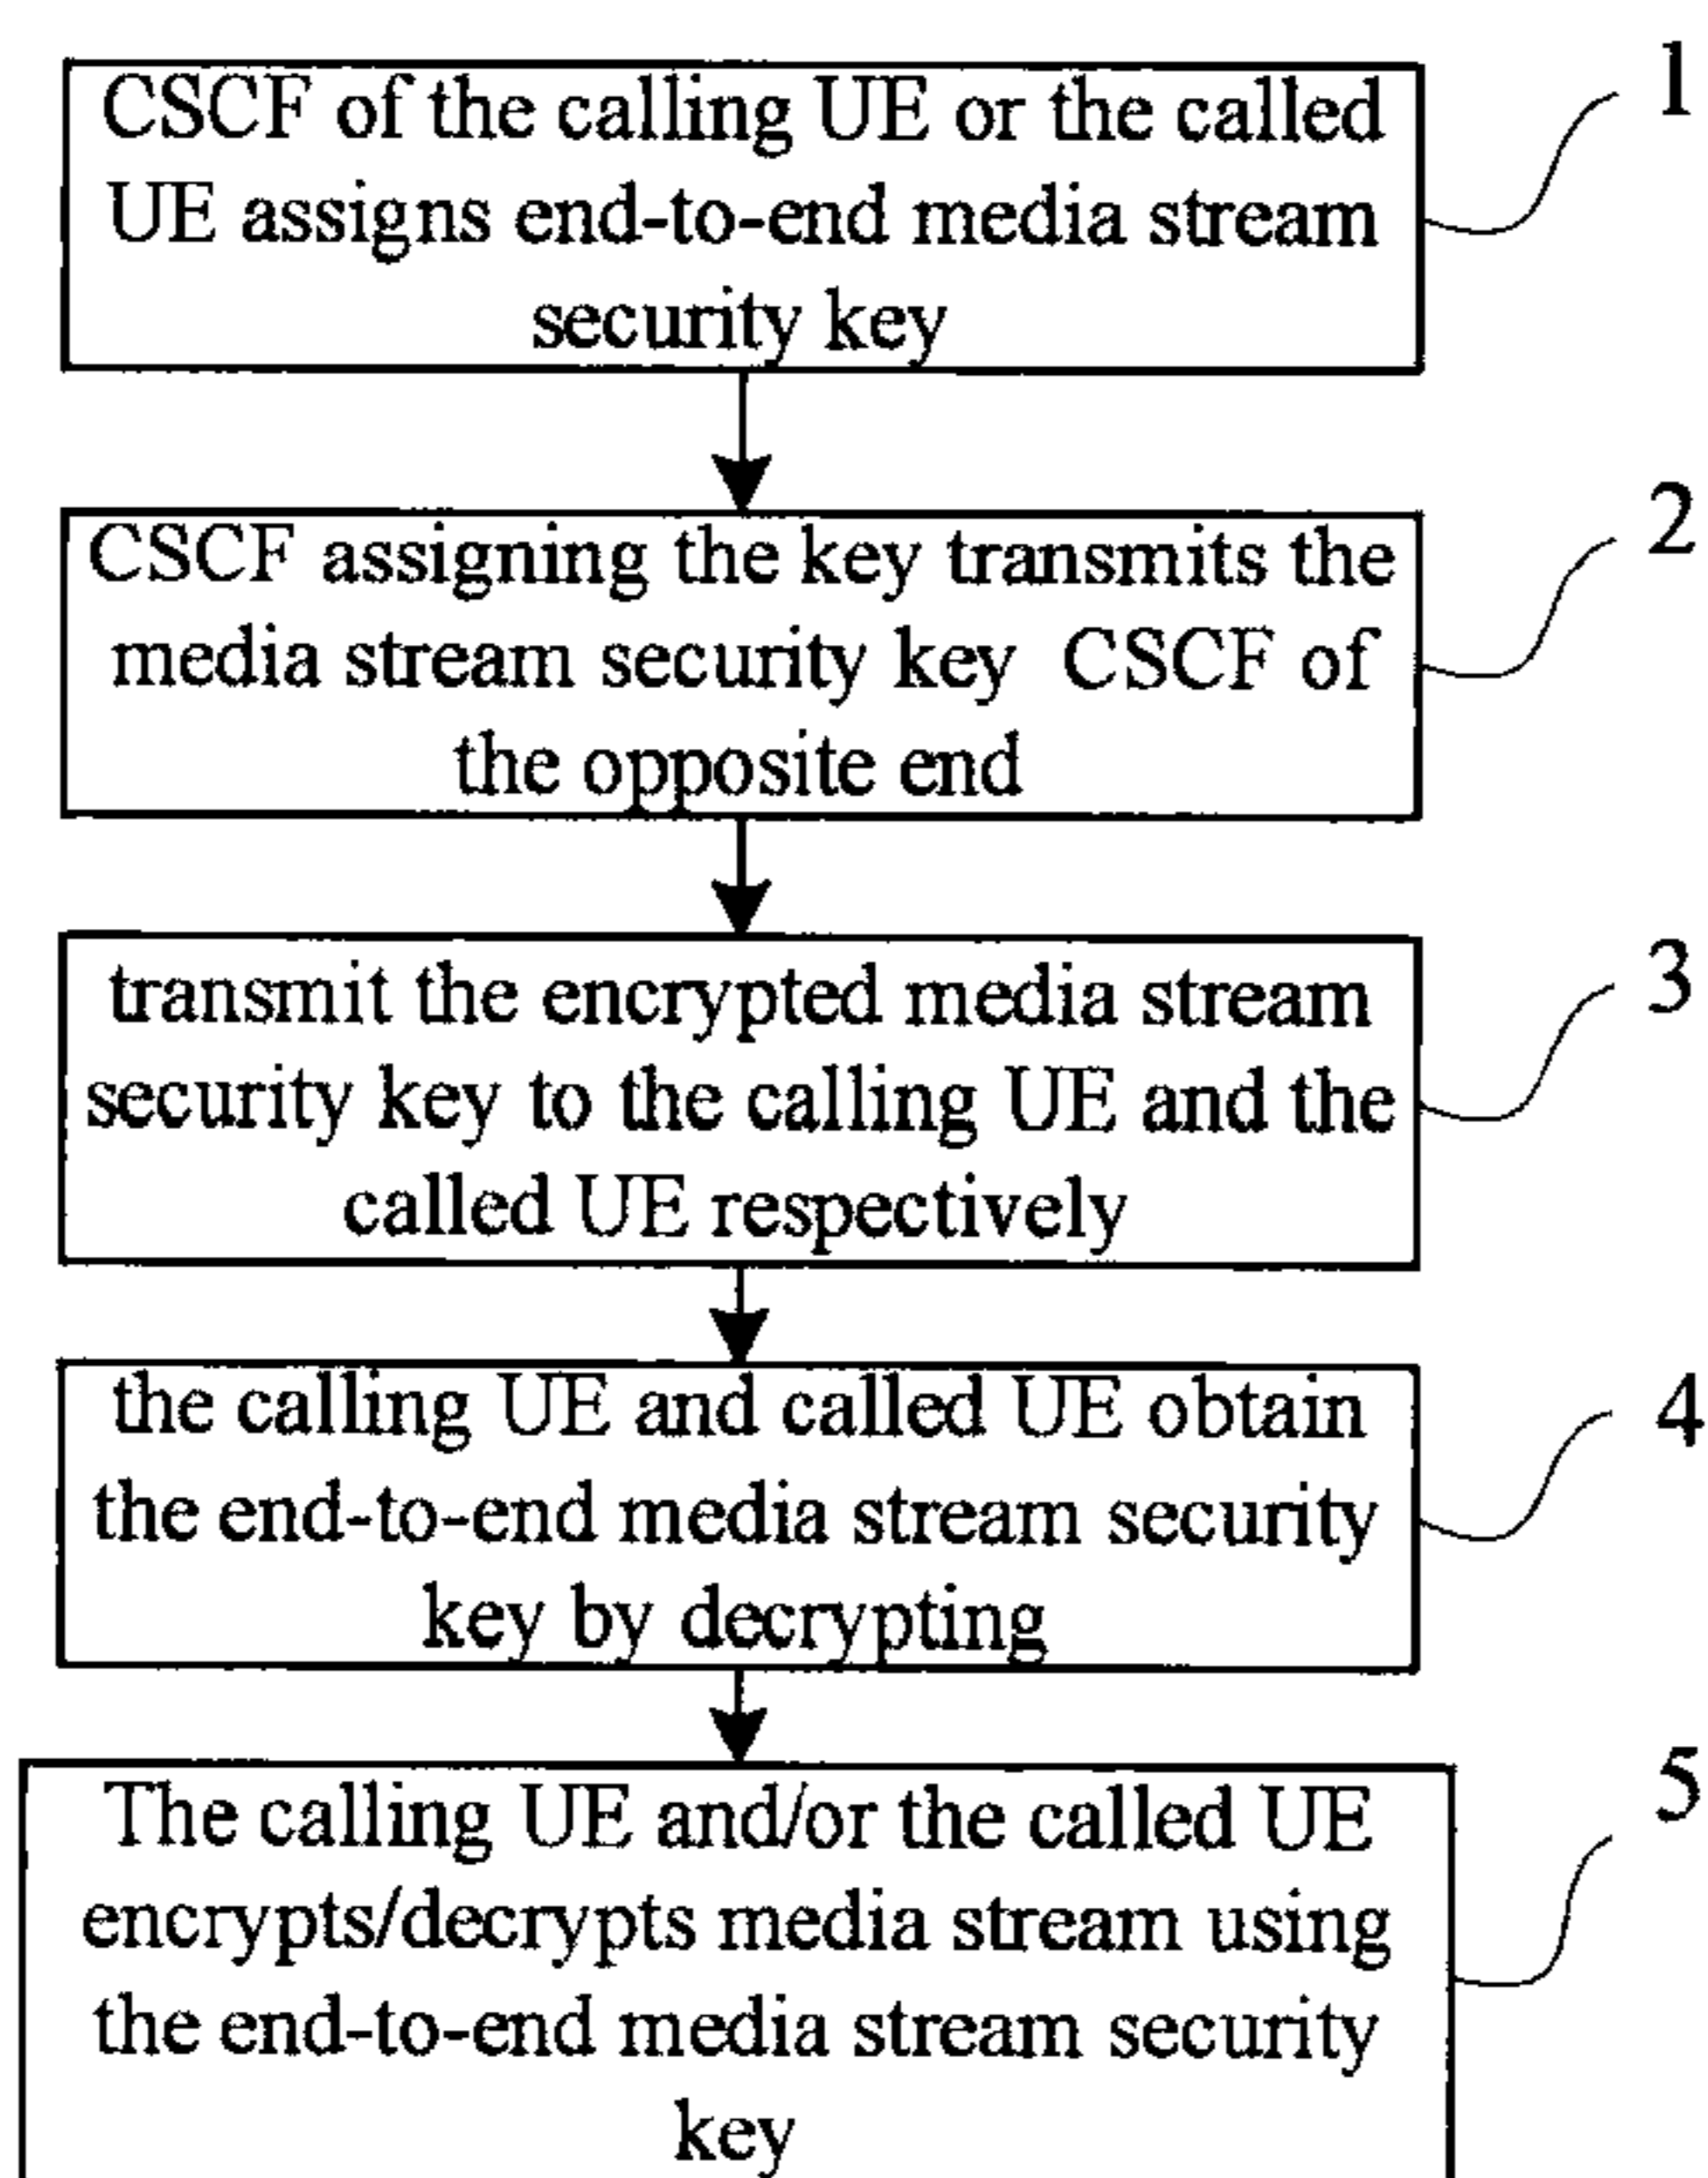 CSCF of the calling UE or the called
UE assigns end-to-end media stream
security key
1
CSCF assigning the key transmits the
media stream security key CSCF of
the opposite end
2
transmit the encrypted media stream
security key to the calling UE and the
called UE respectively
3
the calling UE and called UE obtain
the end-to-end media stream security
key by decrypting
4
The calling UE and/or the called UE
encrypts/decrypts media stream using
the end-to-end media stream security
key
5